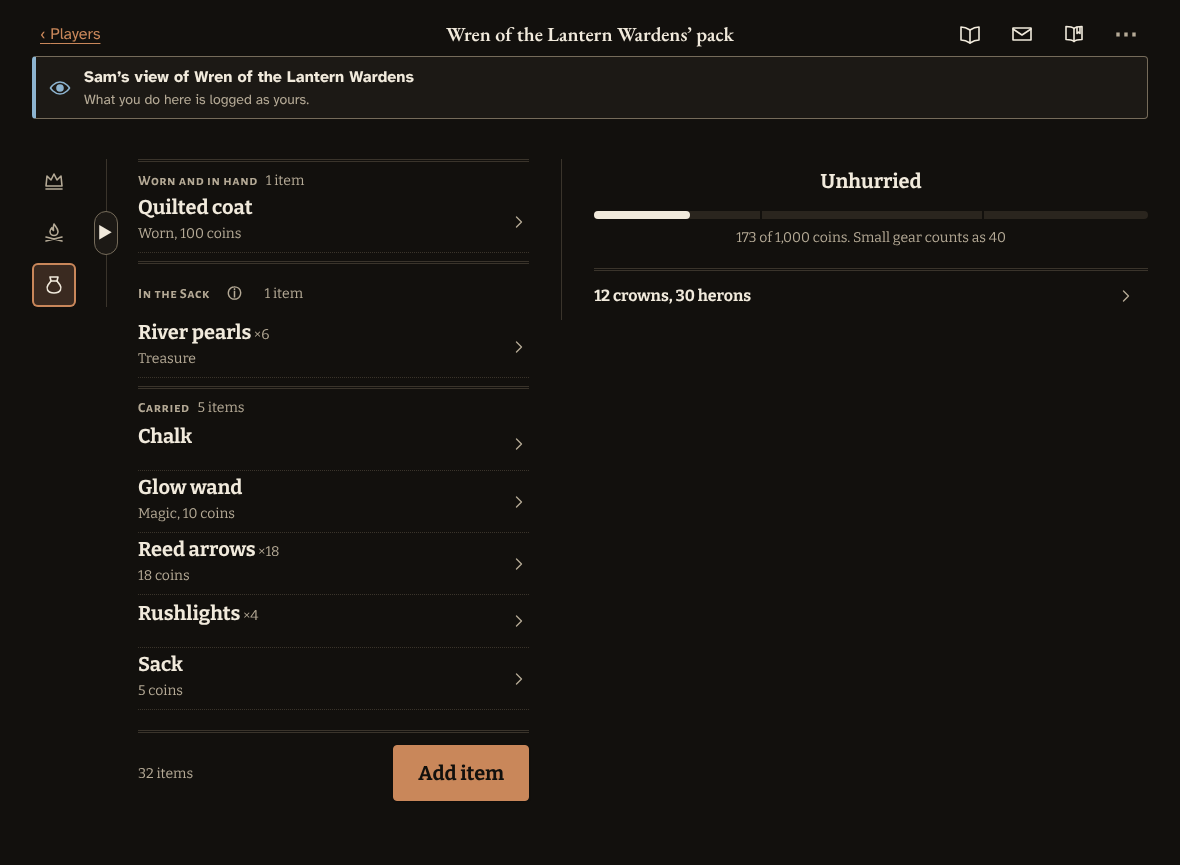 ‹ Players
Wren of the Lantern Wardens’ pack
Sam’s view of Wren of the Lantern Wardens
What you do here is logged as yours.
Worn and in hand 1 item
Quilted coat
Worn, 100 coins
In the Sack 1 item
River pearls ×6
Treasure
Carried 5 items
Chalk
Glow wand
Magic, 10 coins
Reed arrows ×18
18 coins
Rushlights ×4
Sack
5 coins
32 items
Add item
Unhurried
173 of 1,000 coins. Small gear counts as 40
12 crowns, 30 herons